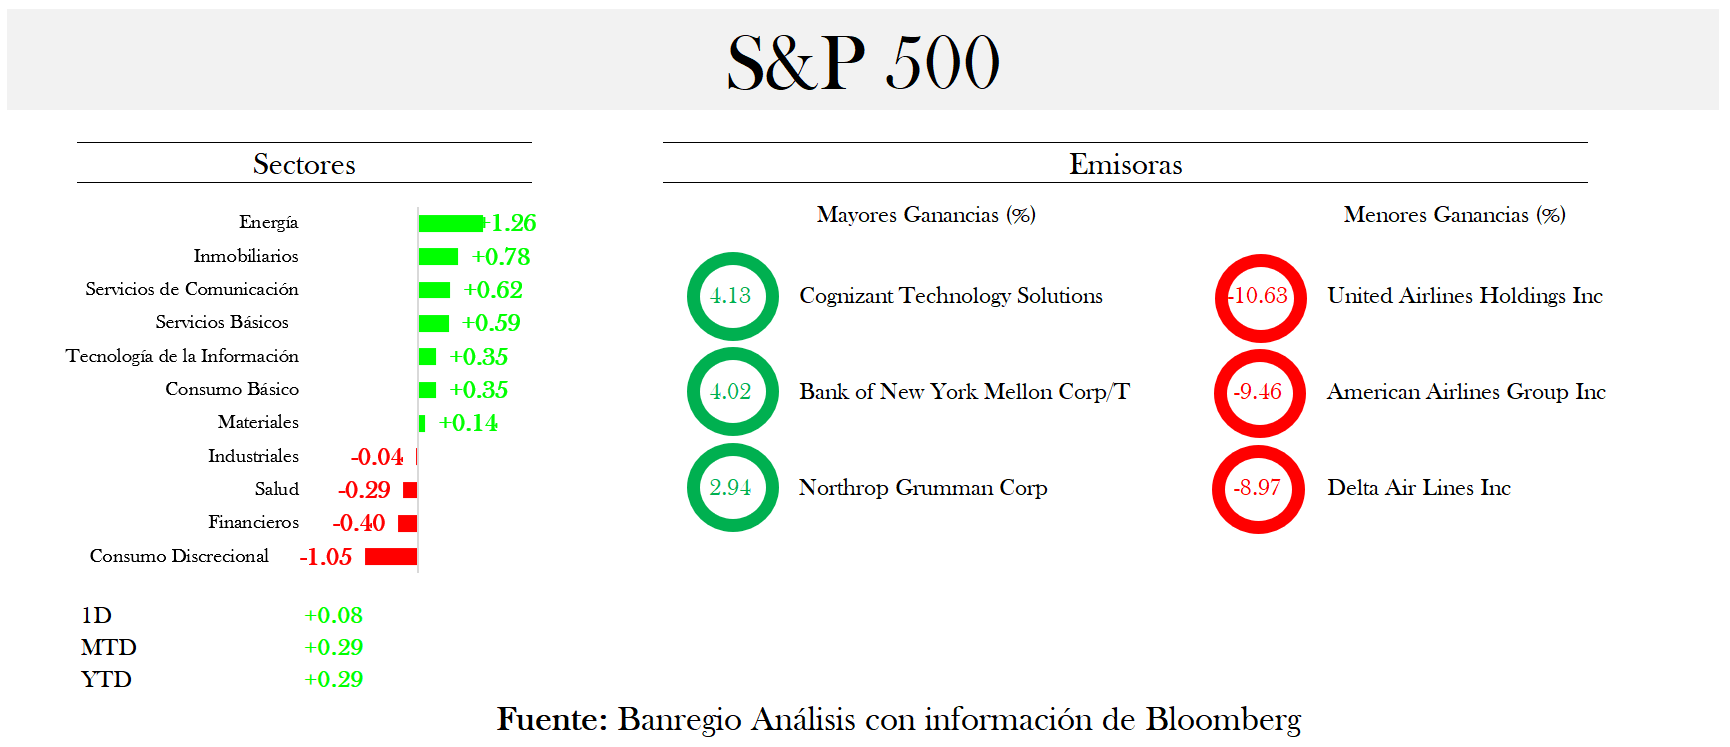 S&P 500
Sectores
Energía +1.26
Inmobiliarios +0.78
Servicios de Comunicación +0.62
Servicios Básicos +0.59
Tecnología de la Información +0.35
Consumo Básico +0.35
Materiales +0.14
Industriales -0.04
Salud -0.29
Financieros -0.40
Consumo Discrecional -1.05
1D +0.08
MTD +0.29
YTD +0.29
Emisoras
Mayores Ganancias (%)
4.13 Cognizant Technology Solutions
4.02 Bank of New York Mellon Corp/T
2.94 Northrop Grumman Corp
Menores Ganancias (%)
-10.63 United Airlines Holdings Inc
-9.46 American Airlines Group Inc
-8.97 Delta Air Lines Inc
Fuente: Banregio Análisis con información de Bloomberg